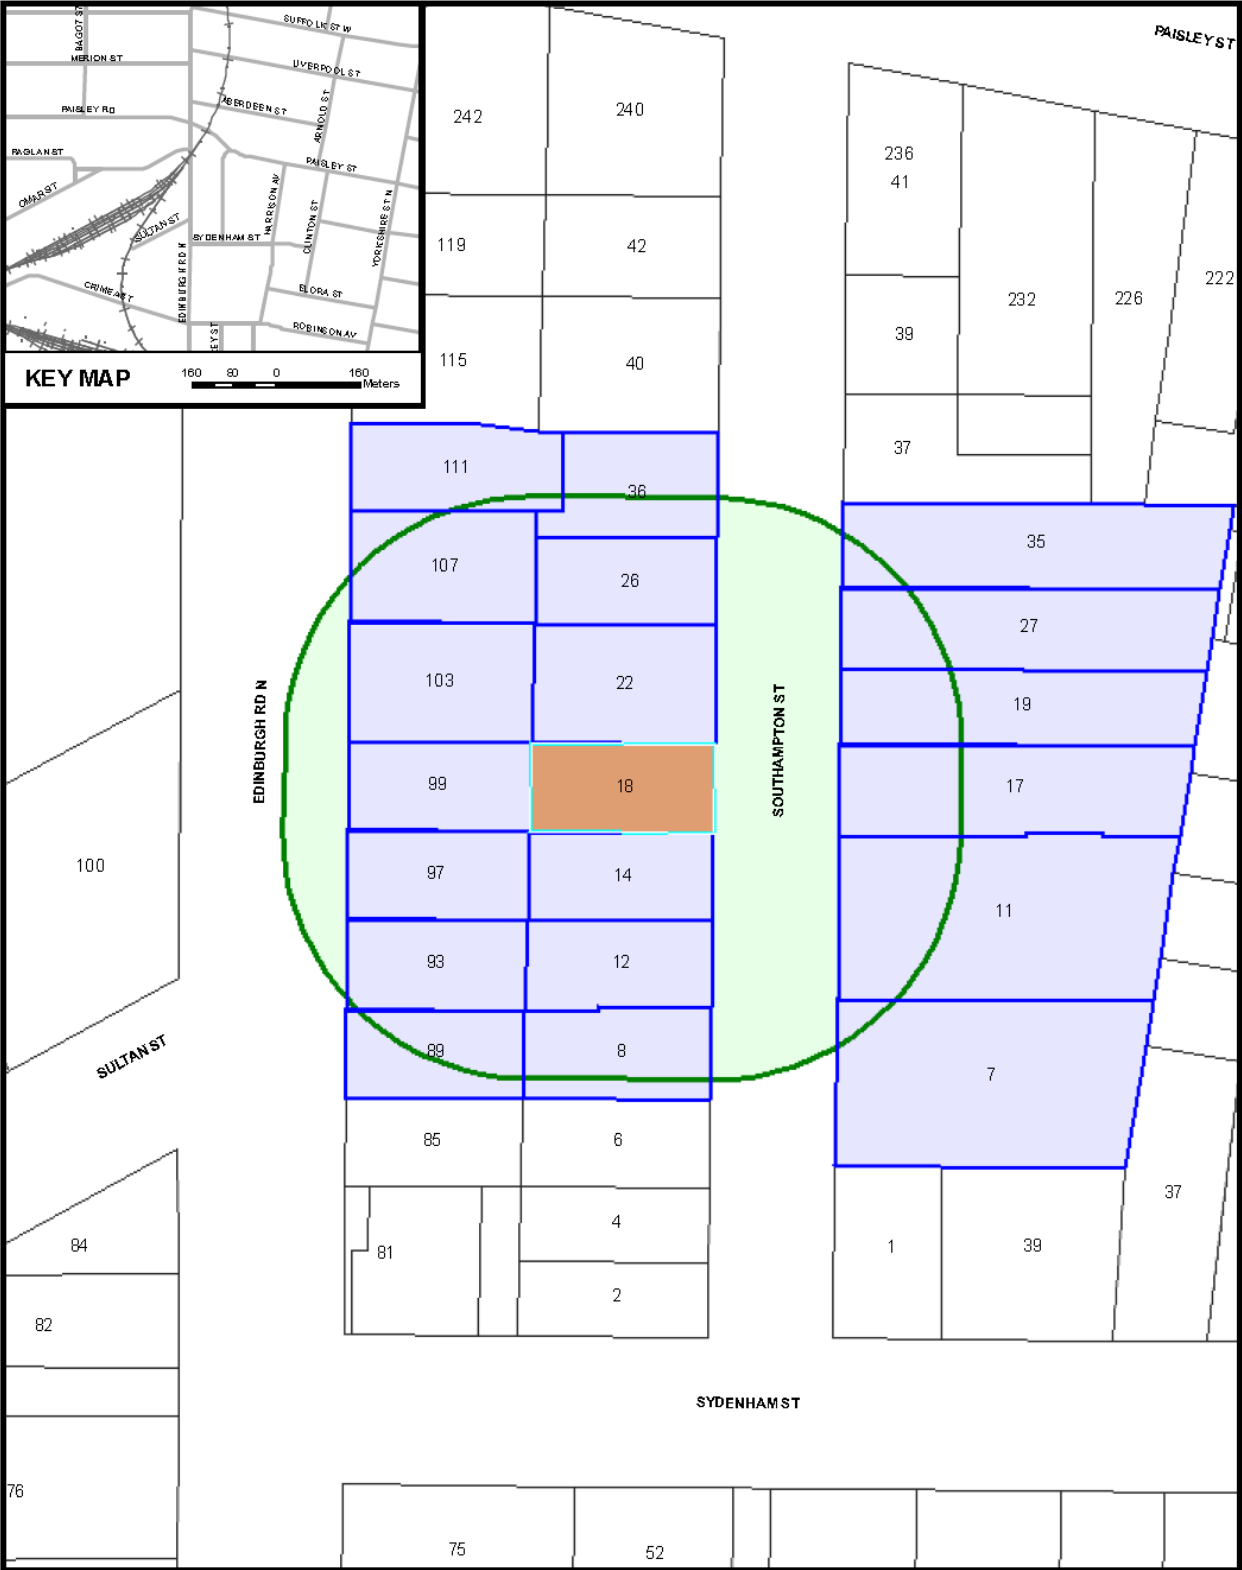 BAGOT ST
SUFFOLK ST W
MERION ST
LIVERPOOL ST
PAISLEY RD
ABERDEEN ST
ARNOLD ST
RAGLAN ST
PAISLEY ST
OMAR ST
HARRISON AV
CLINTON ST
YORKSHIRE ST N
SULTAN ST
SYDENHAM ST
EDINBURGH RD N
CRIMEA ST
ELORA ST
ROBINSON AV
EY ST
KEY MAP
160 80 0 160
Meters
PAISLEY ST
242
240
236
41
119
42
222
232
226
39
115
40
37
111
36
35
107
26
27
103
22
19
EDINBURGH RD N
SOUTHAMPTON ST
99
18
17
100
97
14
11
93
12
SULTAN ST
89
8
7
85
6
37
4
84
81
1
39
2
82
SYDENHAM ST
76
75
52